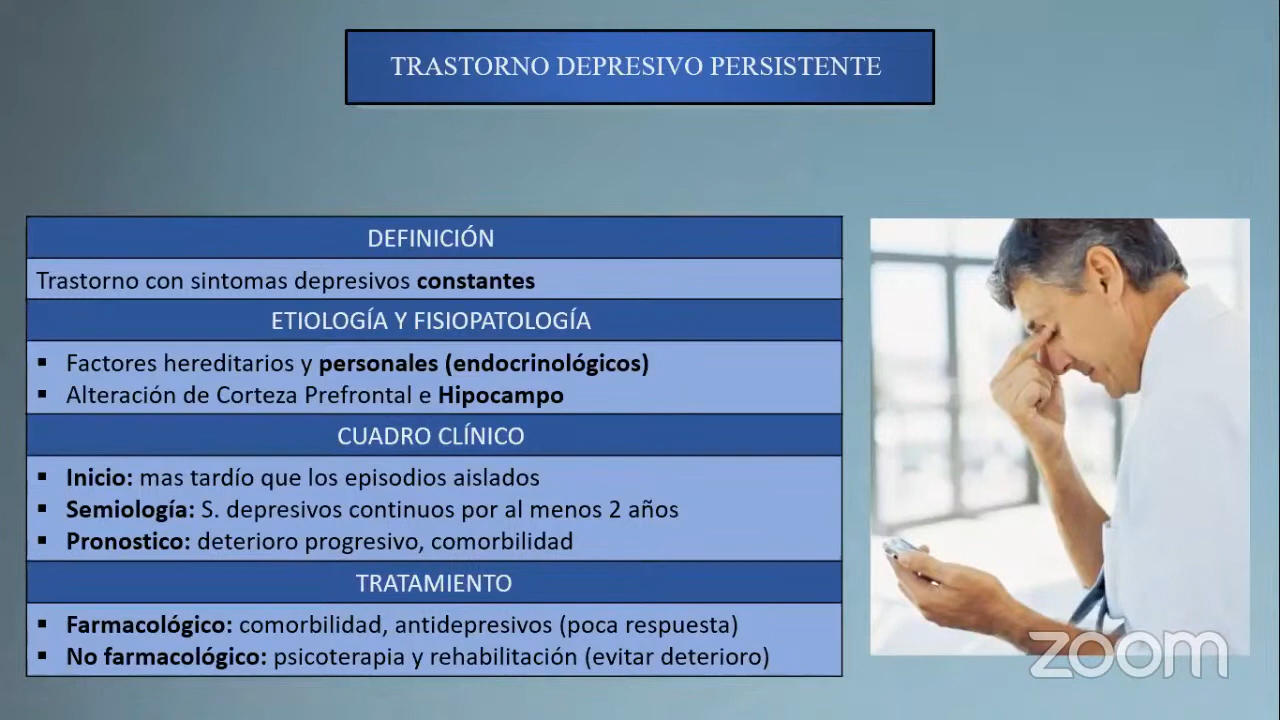 TRASTORNO DEPRESIVO PERSISTENTE
DEFINICIÓN
Trastorno con sintomas depresivos constantes
ETIOLOGÍA Y FISIOPATOLOGÍA
▪ Factores hereditarios y personales (endocrinológicos)
▪ Alteración de Corteza Prefrontal e Hipocampo
CUADRO CLÍNICO
▪ Inicio: mas tardío que los episodios aislados
▪ Semiología: S. depresivos continuos por al menos 2 años
▪ Pronostico: deterioro progresivo, comorbilidad
TRATAMIENTO
▪ Farmacológico: comorbilidad, antidepresivos (poca respuesta)
▪ No farmacológico: psicoterapia y rehabilitación (evitar deterioro)
zoom